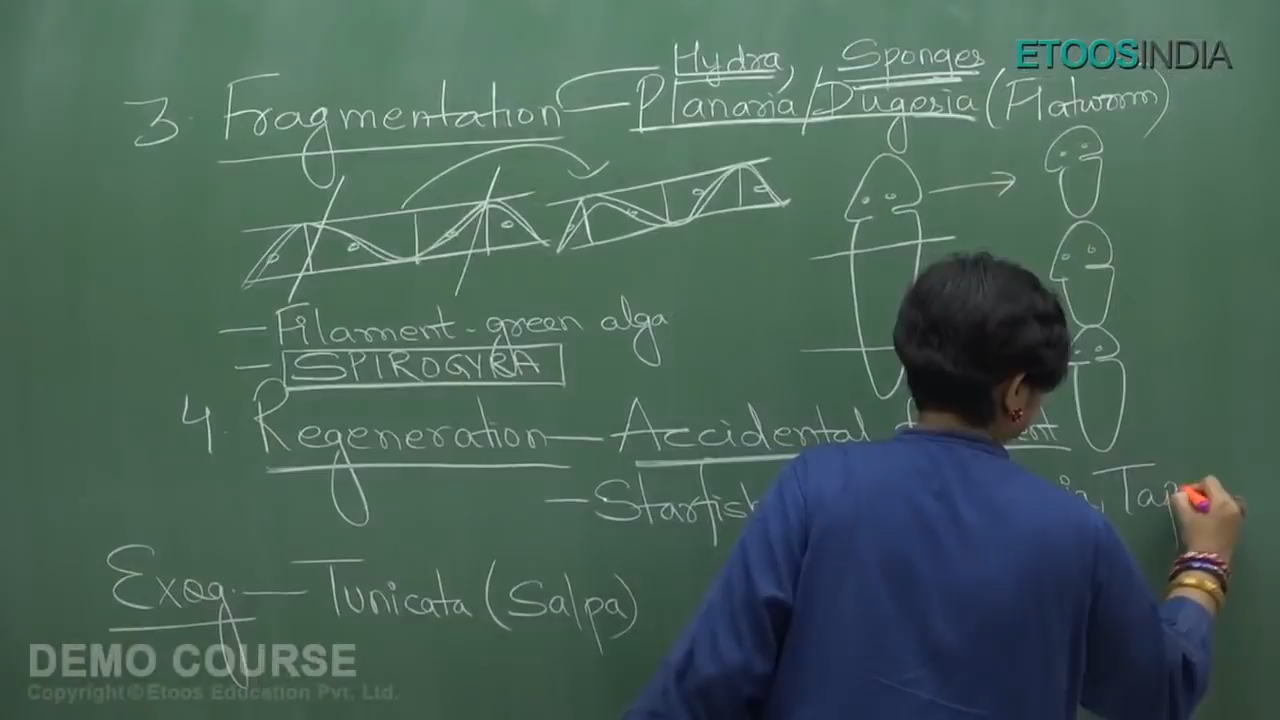 Hydra, Sponges
ETOOSINDIA
3. Fragmentation — Planaria/Dugesia (Flatworm)
— Filament - green alga
— SPIROGYRA
4. Regeneration — Accidental
— Starfish
Exog. — Tunicata (Salpa)
DEMO COURSE
Copyright © Etoos Education Pvt. Ltd.